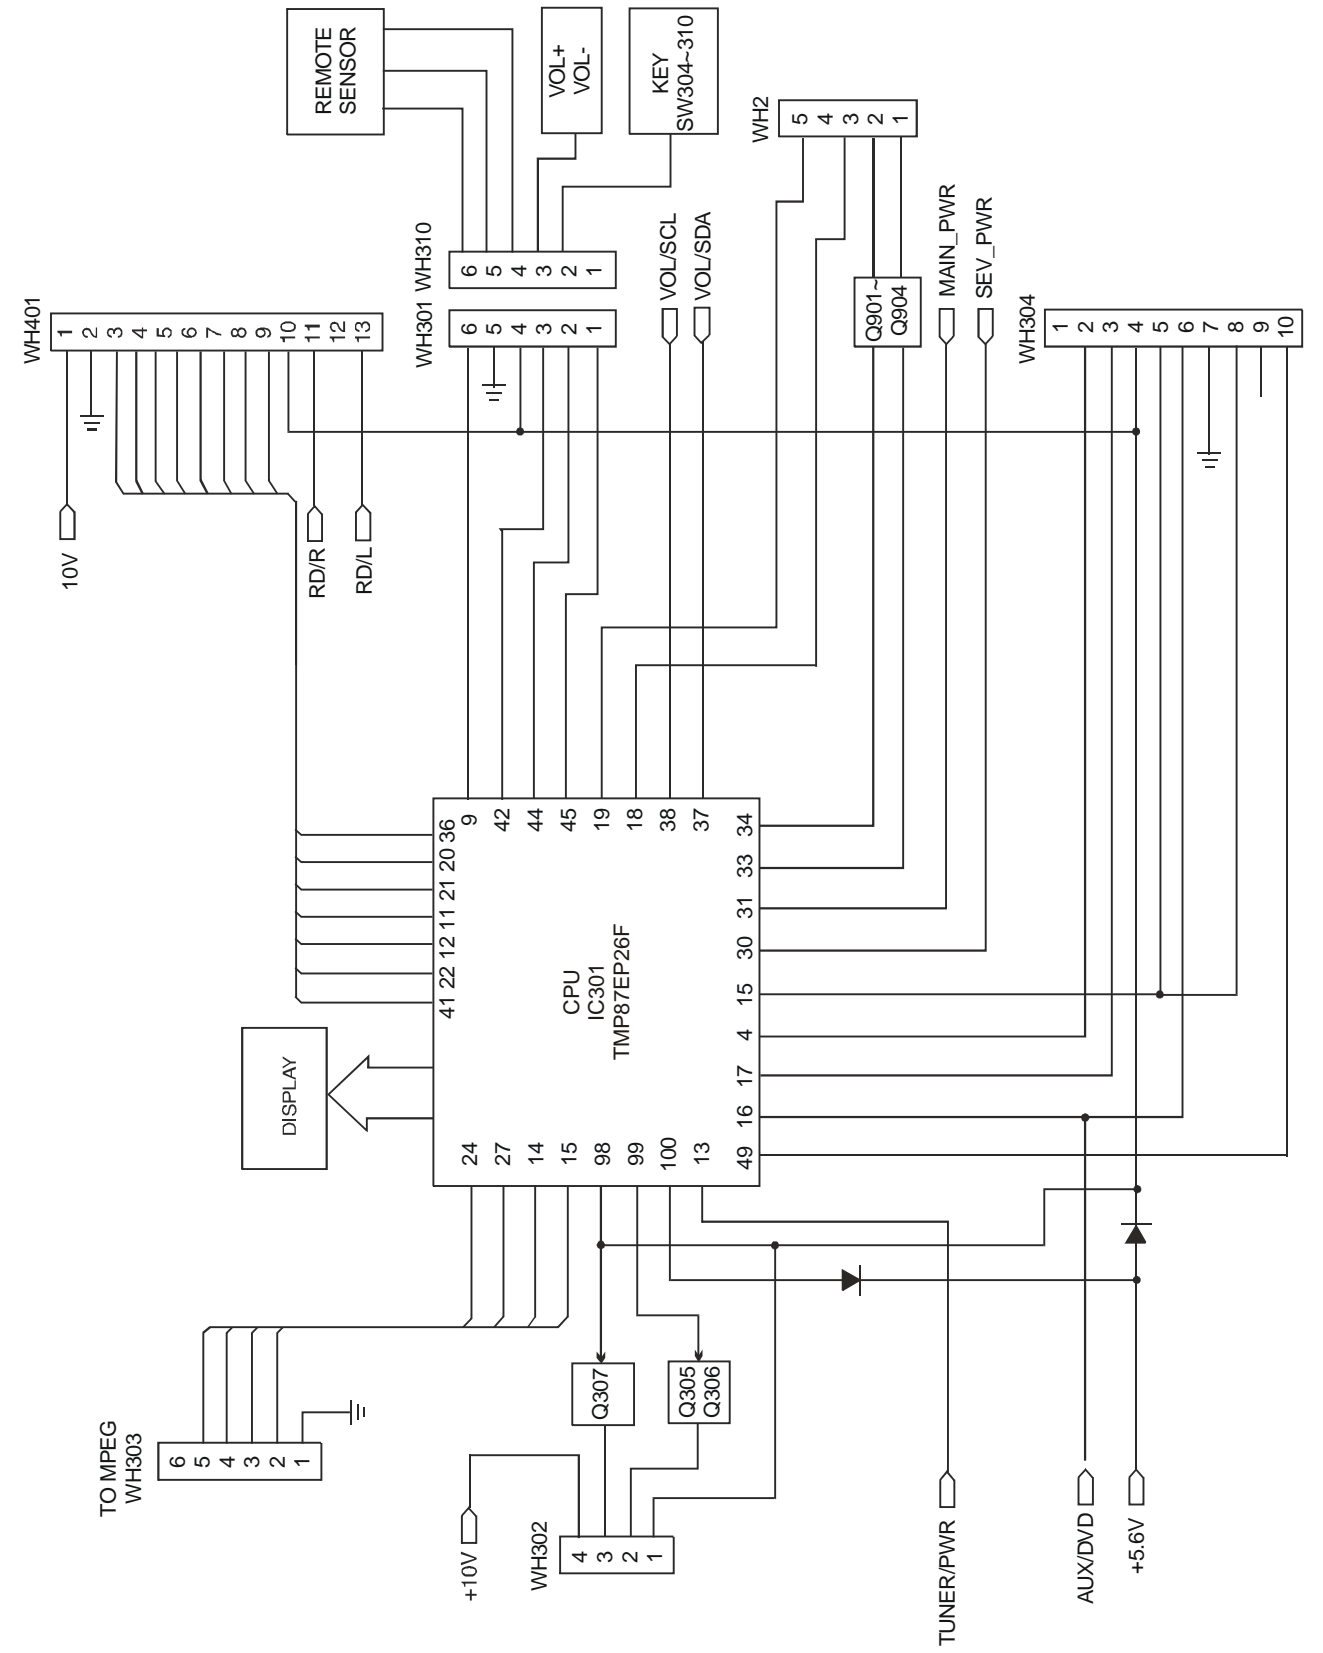 REMOTE
SENSOR
VOL+
VOL-
KEY
SW304~310
WH2
5
4
3
2
1
WH401
1
2
3
4
5
6
7
8
9
10
11
12
13
WH310
6
5
4
3
2
1
WH301
6
5
4
3
2
1
VOL/SCL
VOL/SDA
Q901~
Q904
MAIN_PWR
SEV_PWR
WH304
1
2
3
4
5
6
7
8
9
10
10V
RD/R
RD/L
36
20
21
11
12
22
41
9
42
44
45
19
18
38
37
34
33
31
30
15
4
17
16
49
CPU
IC301
TMP87EP26F
DISPLAY
24
27
14
15
98
99
100
13
TO MPEG
WH303
6
5
4
3
2
1
Q307
Q305
Q306
+10V
WH302
4
3
2
1
TUNER/PWR
AUX/DVD
+5.6V